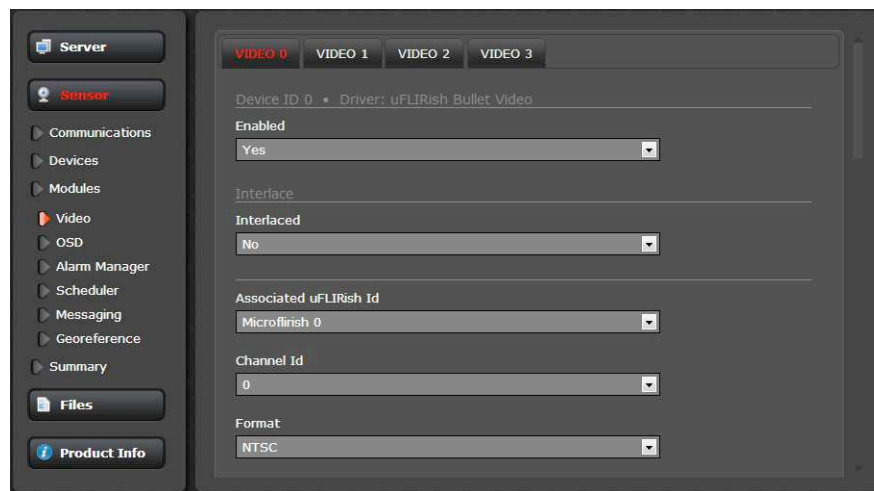 Server
Sensor
Communications
Devices
Modules
Video
OSD
Alarm Manager
Scheduler
Messaging
Georeference
Summary
Files
Product Info
VIDEO 0 VIDEO 1 VIDEO 2 VIDEO 3
Device ID 0 • Driver: uFLIRish Bullet Video
Enabled
Yes
Interlace
Interlaced
No
Associated uFLIRish Id
Microflirish 0
Channel Id
0
Format
NTSC